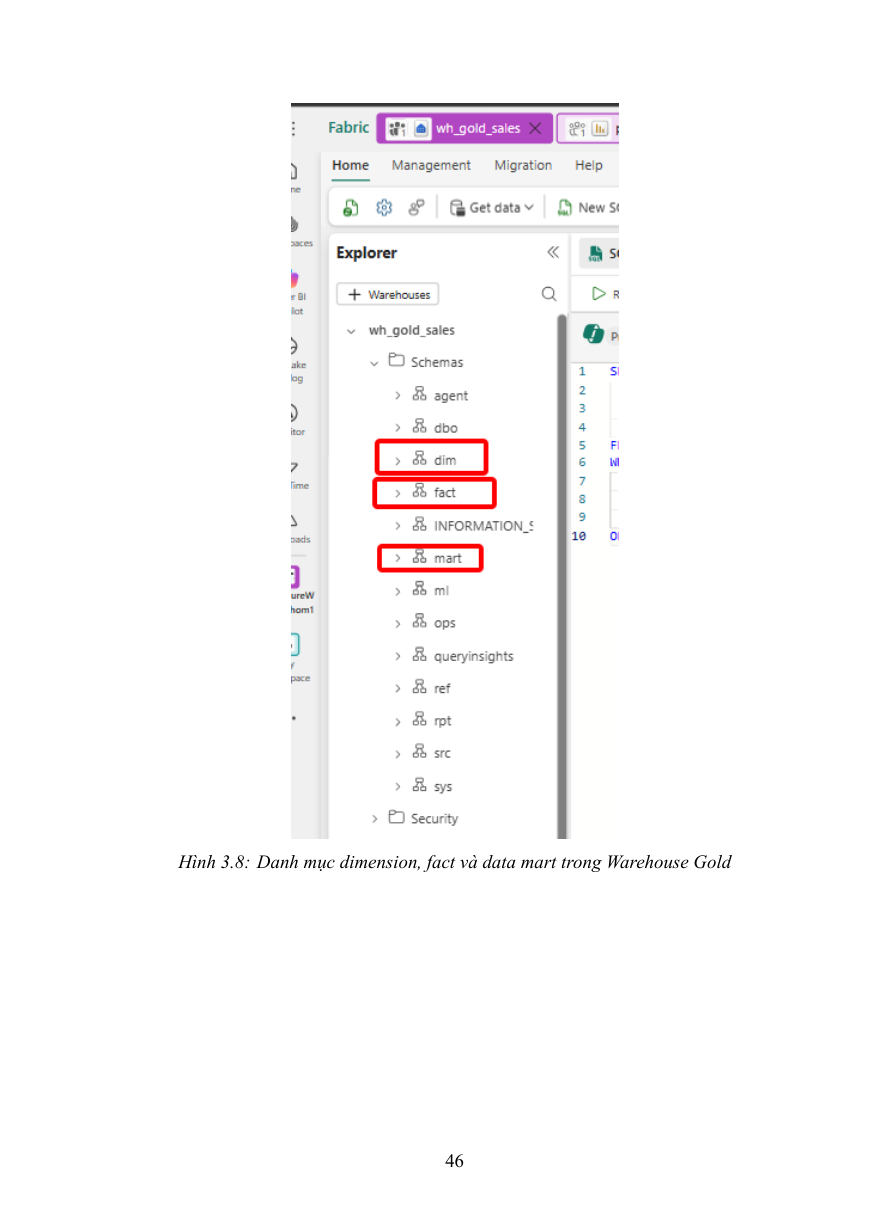 Fabric wh_gold_sales
Home Management Migration Help
Get data New
Explorer
+ Warehouses
wh_gold_sales
Schemas
agent
dbo
dim
fact
INFORMATION_S
mart
ml
ops
queryinsights
ref
rpt
src
sys
Security
1
2
3
4
5
6
7
8
9
10
Hình 3.8: Danh mục dimension, fact và data mart trong Warehouse Gold
46